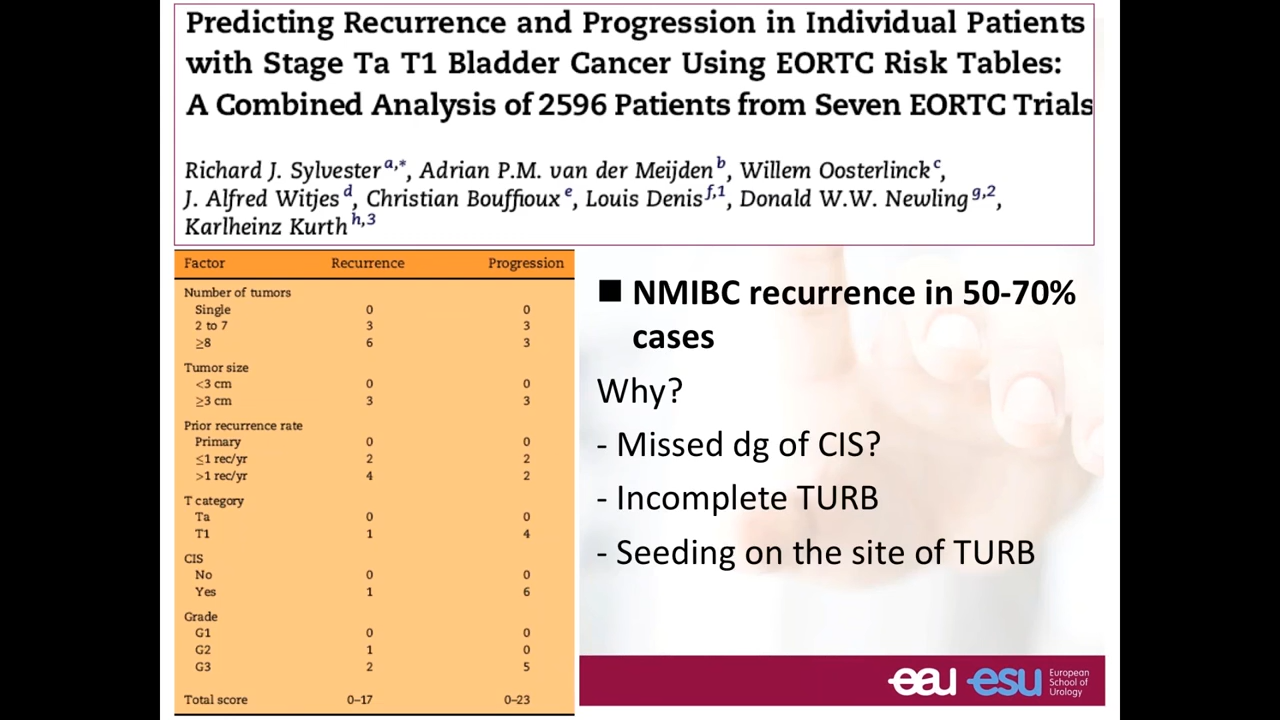 Predicting Recurrence and Progression in Individual Patients
with Stage Ta T1 Bladder Cancer Using EORTC Risk Tables:
A Combined Analysis of 2596 Patients from Seven EORTC Trials
Richard J. Sylvester a,*, Adrian P.M. van der Meijden b, Willem Oosterlinck c,
J. Alfred Witjes d, Christian Bouffioux e, Louis Denis f,1, Donald W.W. Newling g,2,
Karlheinz Kurth h,3
Factor Recurrence Progression
Number of tumors
Single 0 0
2 to 7 3 3
≥8 6 3
Tumor size
<3 cm 0 0
≥3 cm 3 3
Prior recurrence rate
Primary 0 0
≤1 rec/yr 2 2
>1 rec/yr 4 2
T category
Ta 0 0
T1 1 4
CIS
No 0 0
Yes 1 6
Grade
G1 0 0
G2 1 0
G3 2 5
Total score 0–17 0–23
■ NMIBC recurrence in 50-70%
cases
Why?
- Missed dg of CIS?
- Incomplete TURB
- Seeding on the site of TURB
eau esu European
School of
Urology